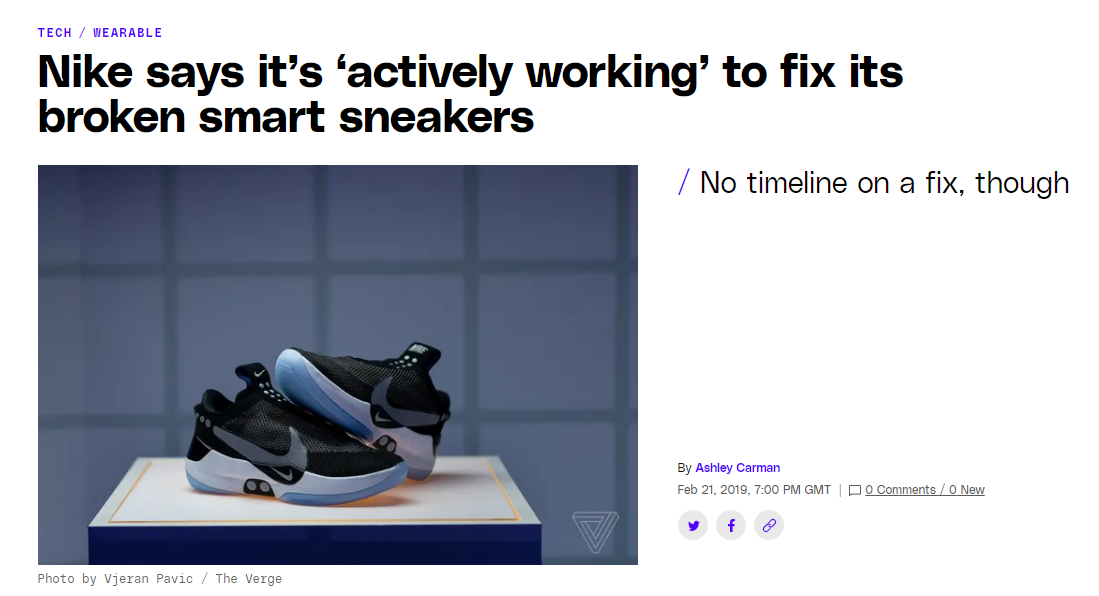 TECH / WEARABLE
Nike says it’s ‘actively working’ to fix its
broken smart sneakers
/ No timeline on a fix, though
By Ashley Carman
Feb 21, 2019, 7:00 PM GMT | 0 Comments / 0 New
Photo by Vjeran Pavic / The Verge